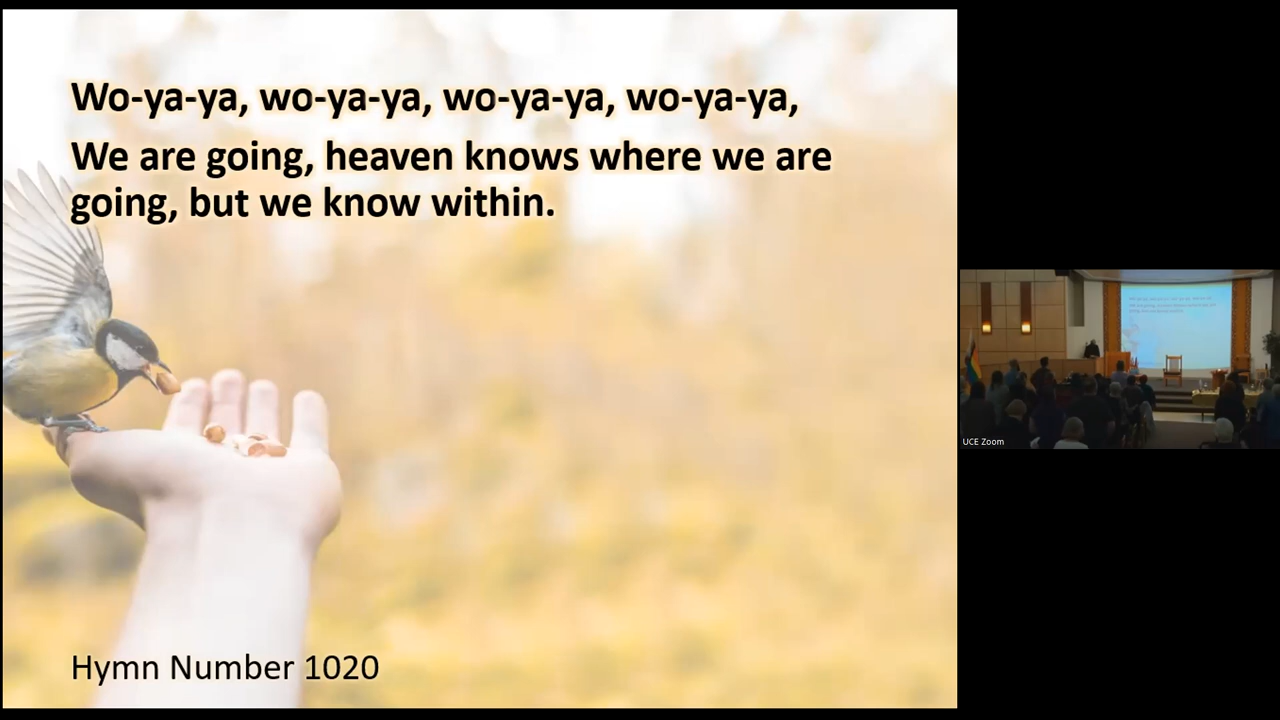 Wo-ya-ya, wo-ya-ya, wo-ya-ya, wo-ya-ya,
We are going, heaven knows where we are
going, but we know within.
Hymn Number 1020
UCE Zoom